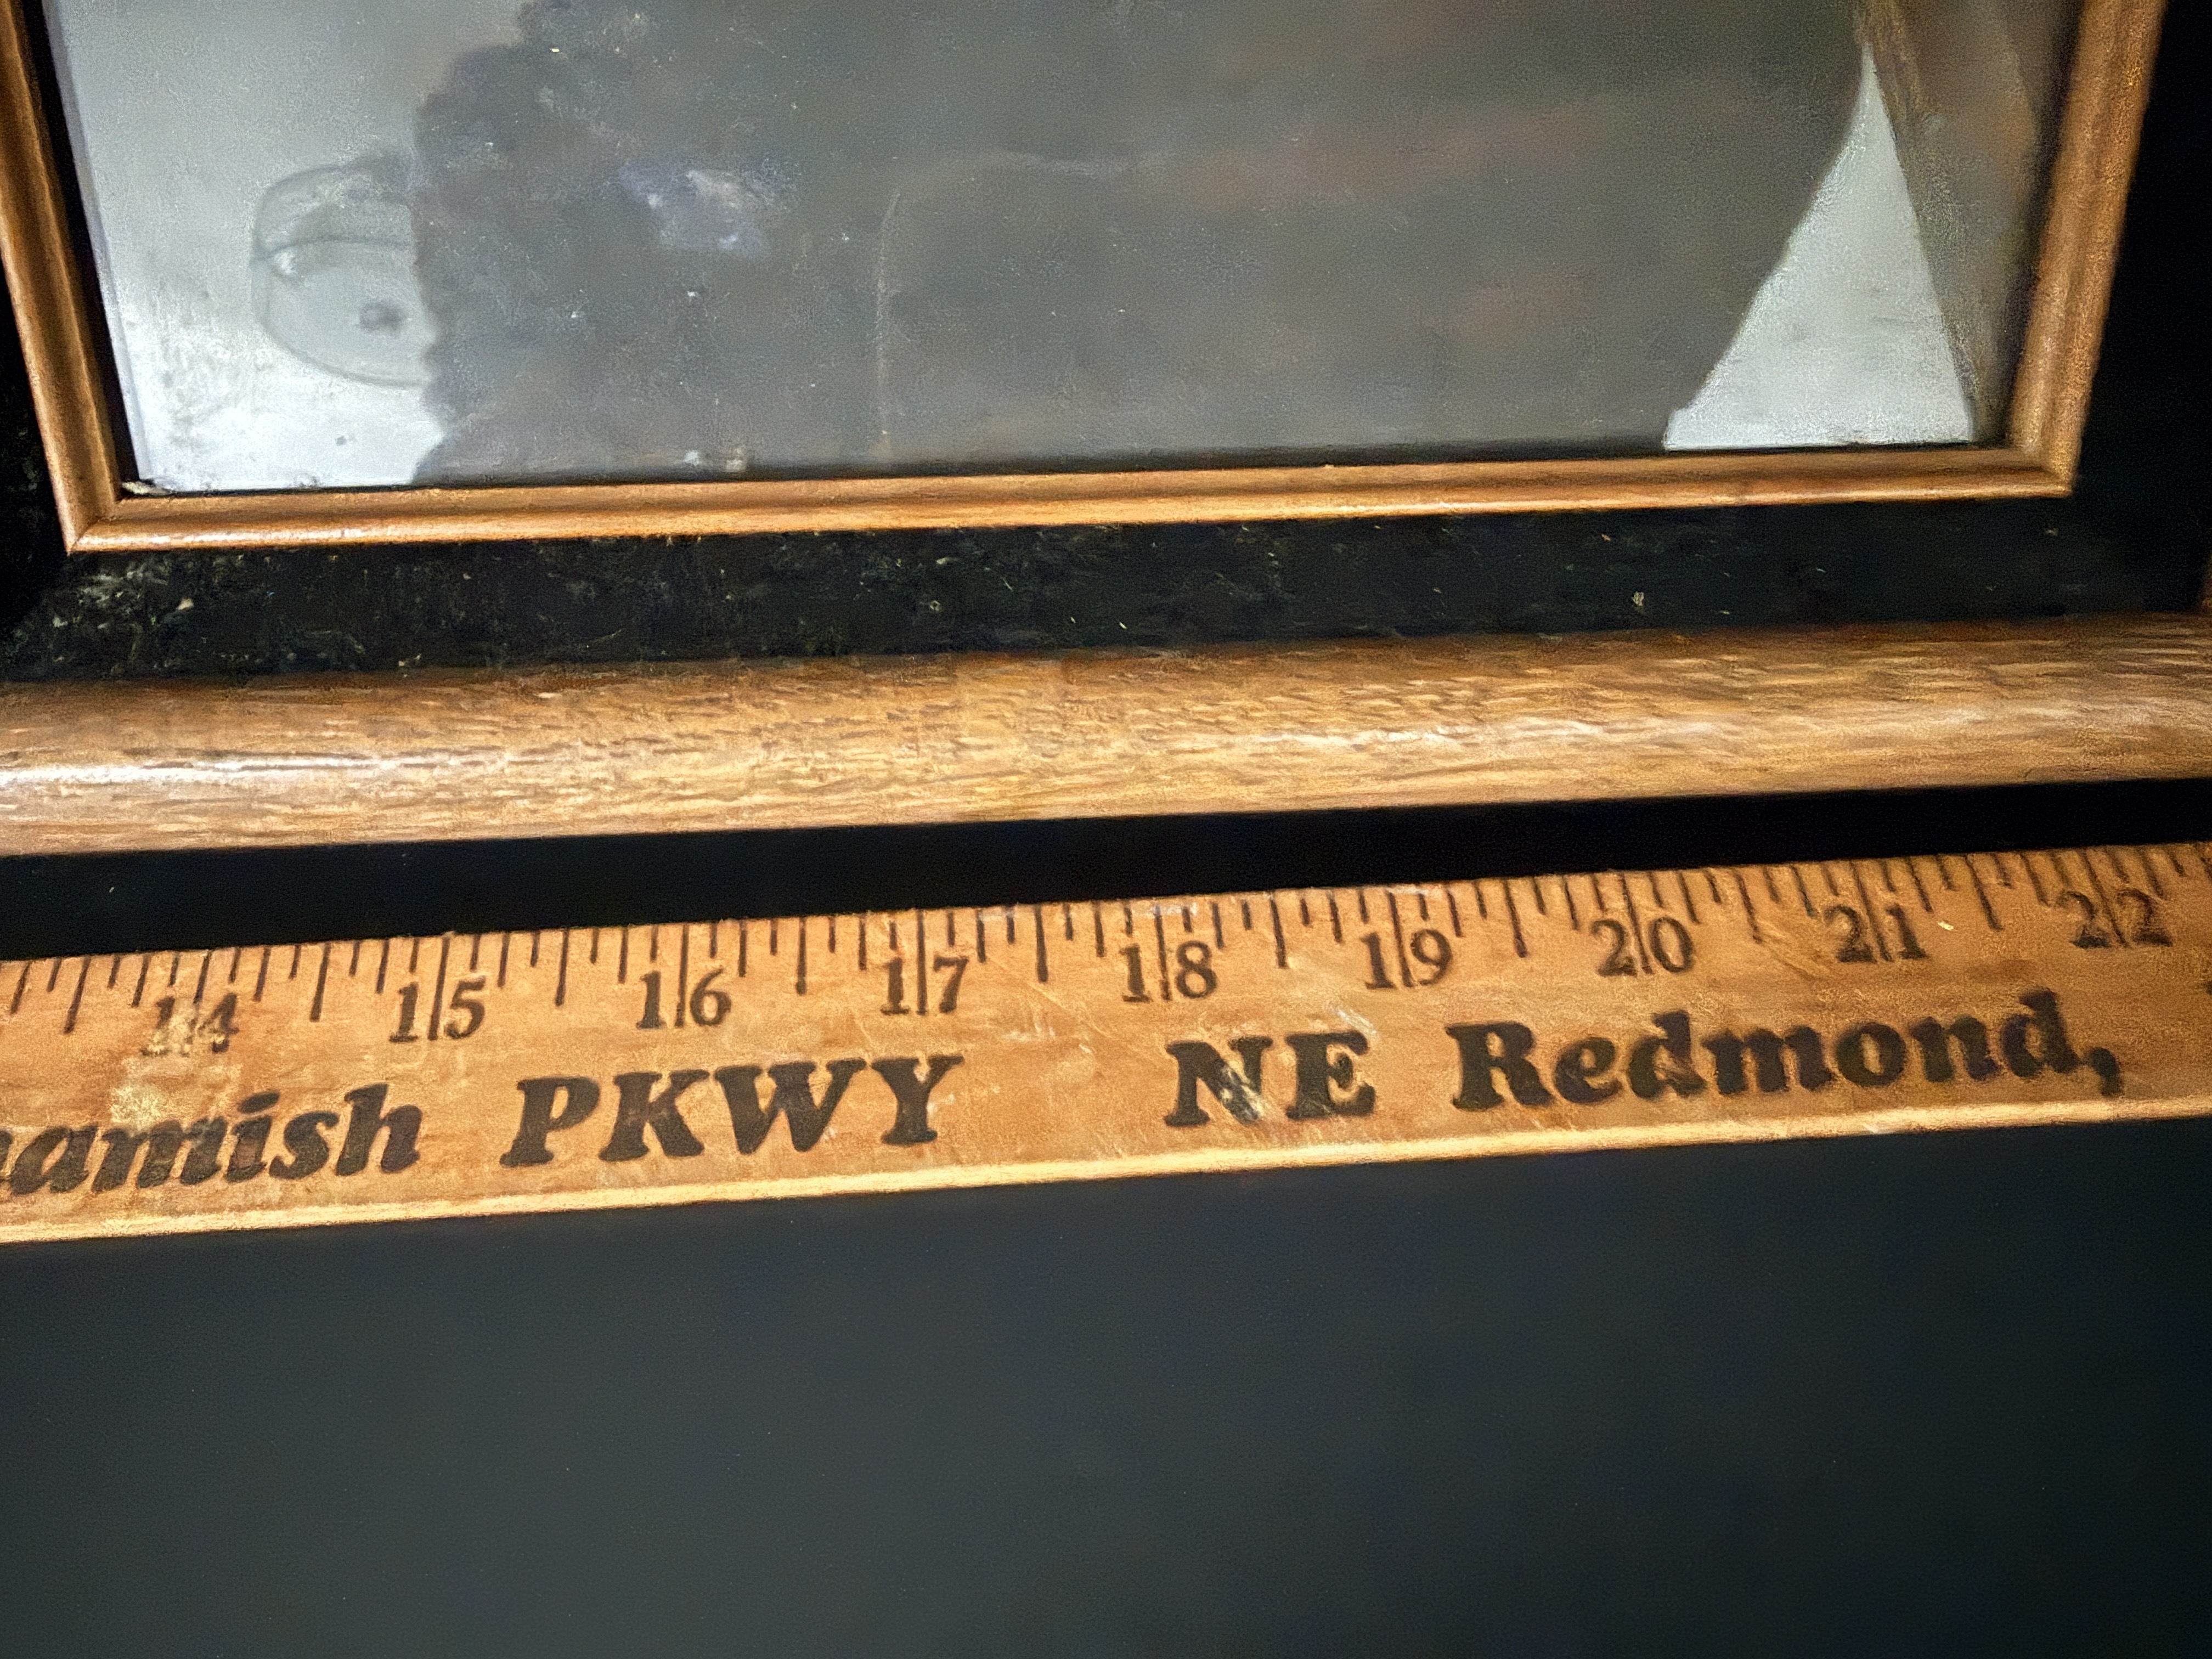 14 15 16 17 18 19 20 21 22
amish PKWY NE Redmond,